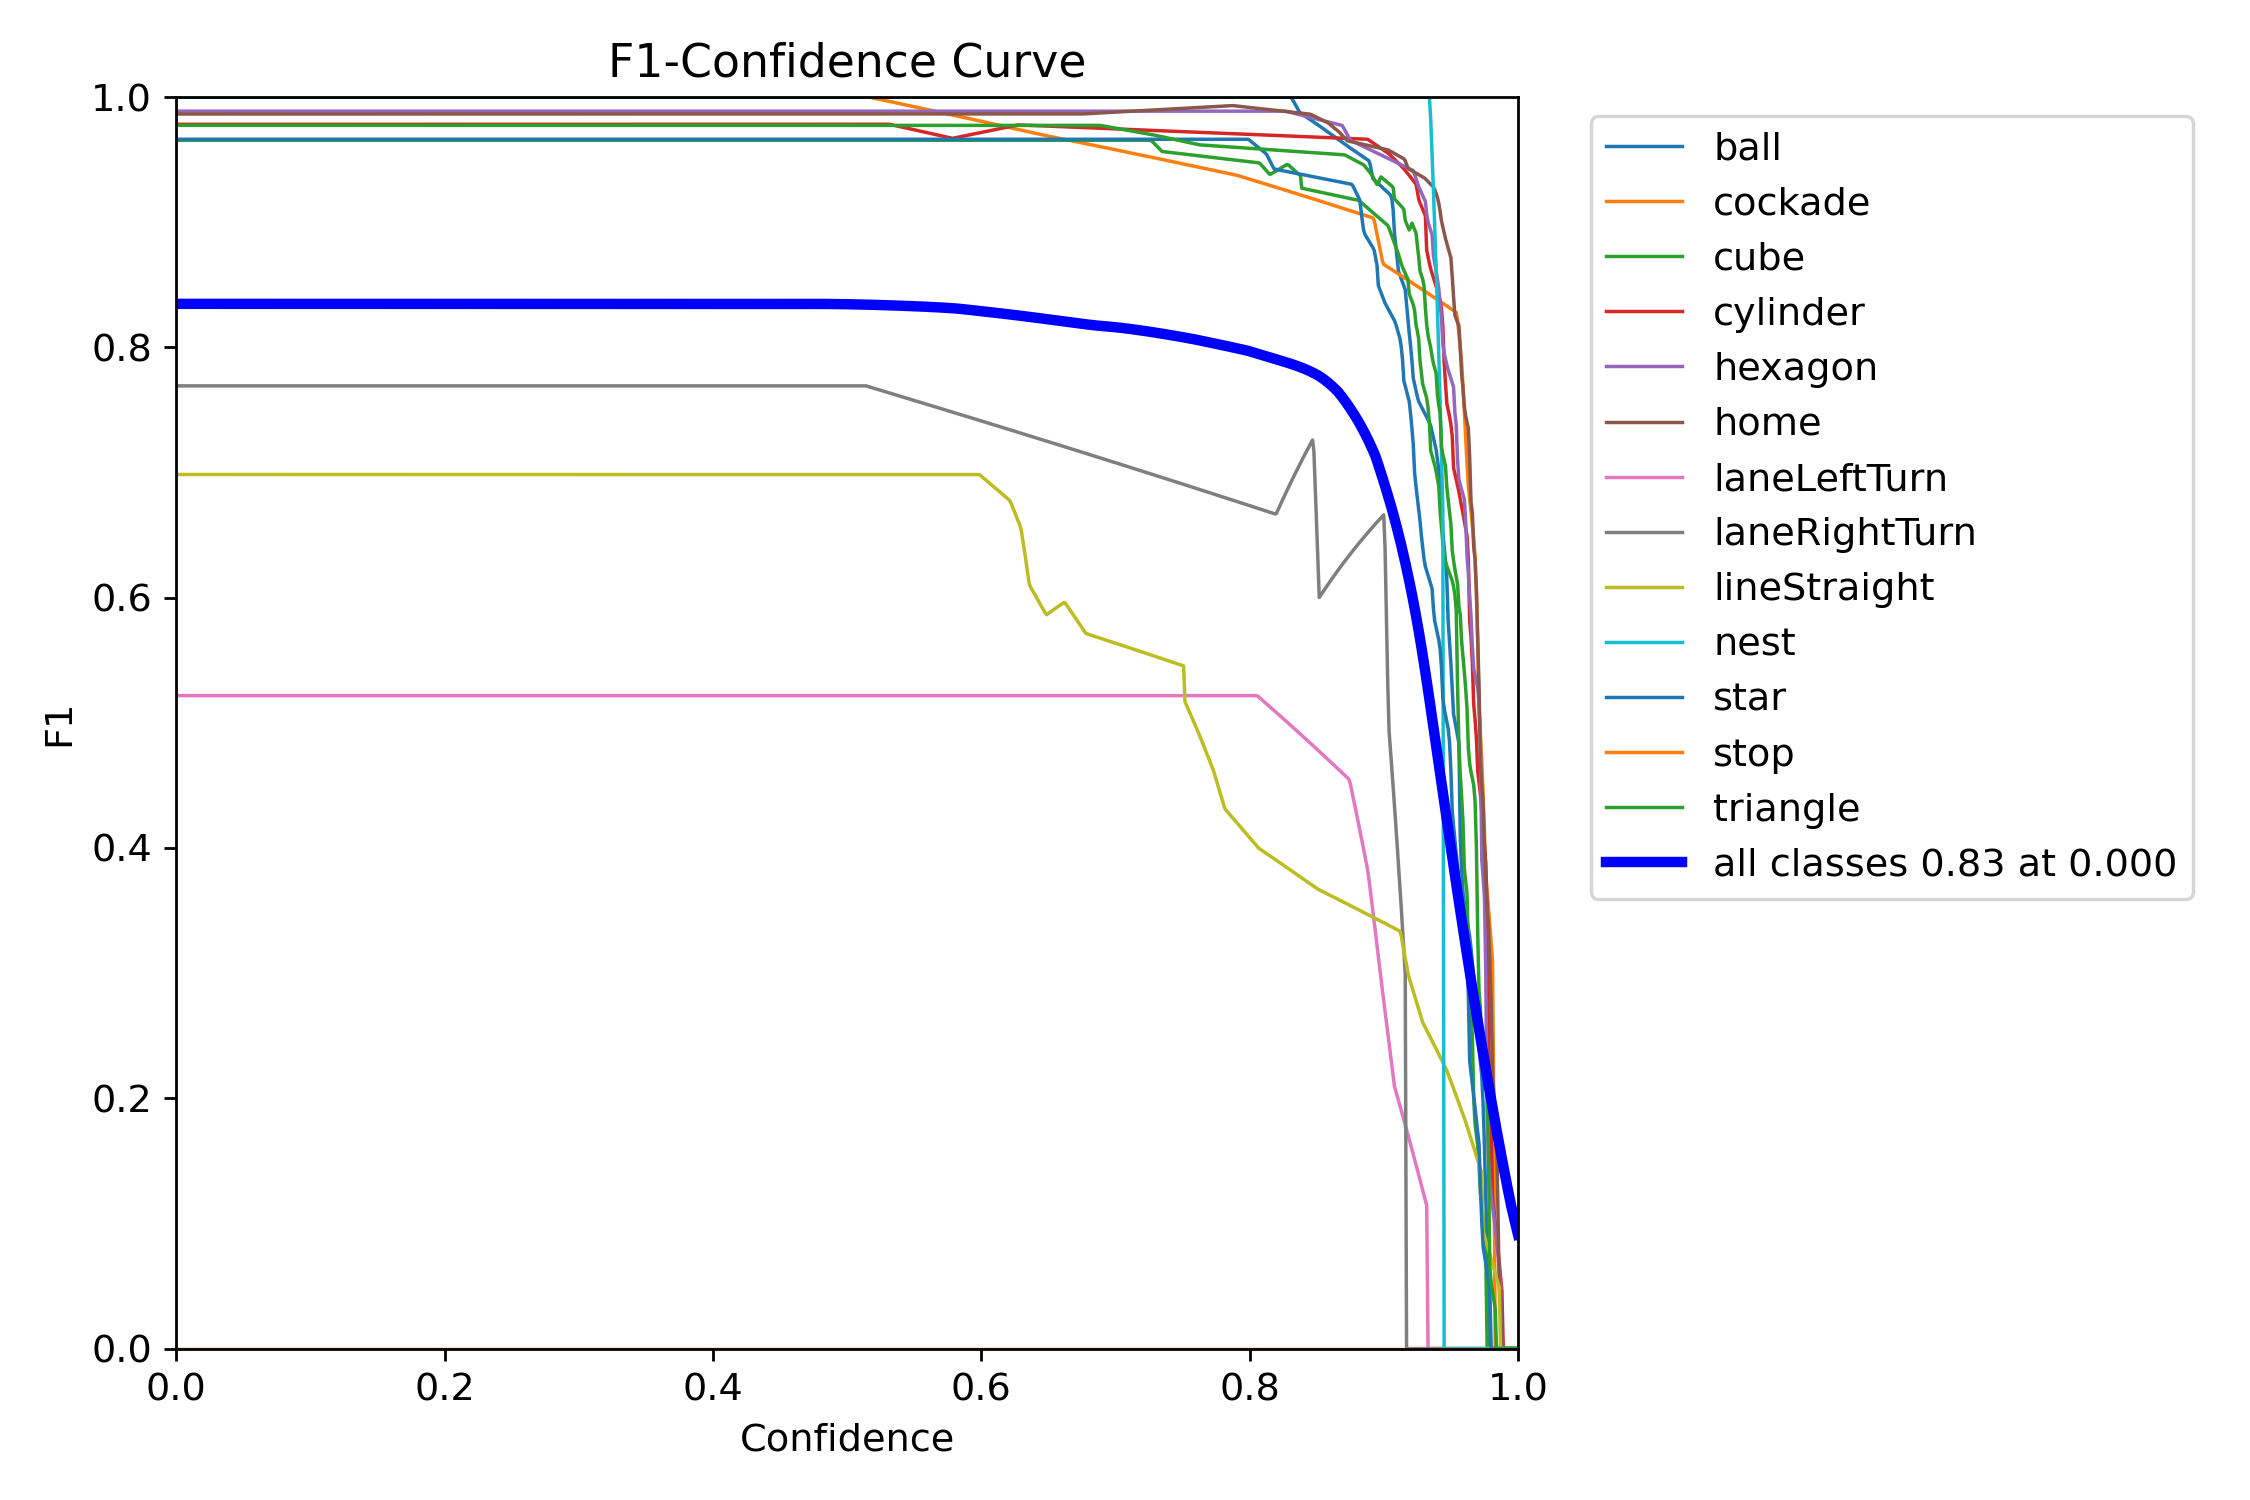 F1-Confidence Curve
1.0
0.8
0.6
0.4
0.2
0.0
F1
0.0 0.2 0.4 0.6 0.8 1.0
Confidence
ball
cockade
cube
cylinder
hexagon
home
laneLeftTurn
laneRightTurn
lineStraight
nest
star
stop
triangle
all classes 0.83 at 0.000